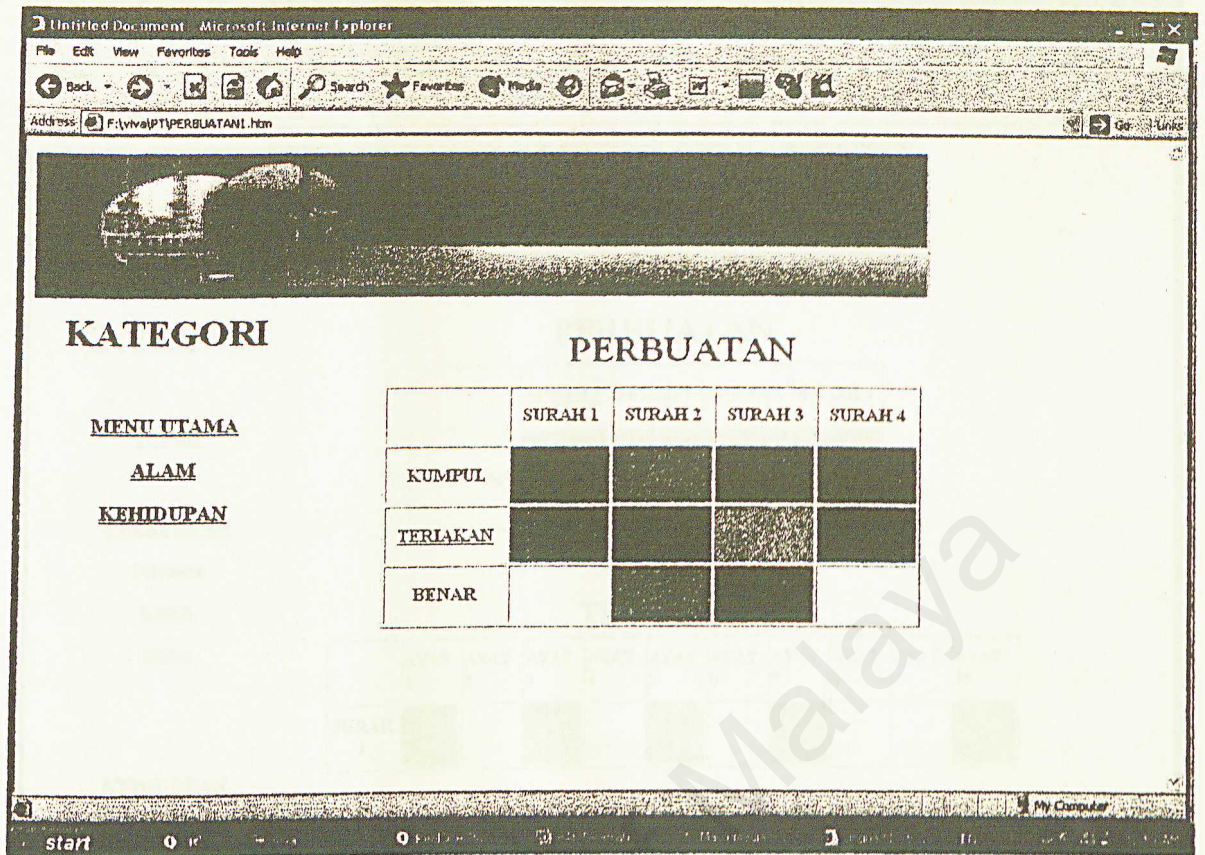 Untitled Document - Microsoft Internet Explorer
File Edit View Favorites Tools Help
Back Search Favorites Media
Address F:\viva\PT\PERBUATAN1.htm Go Links
KATEGORI
PERBUATAN
MENU UTAMA
ALAM
KEHIDUPAN
SURAH 1 SURAH 2 SURAH 3 SURAH 4
KUMPUL
TERIAKAN
BENAR
Malaya
My Computer
start